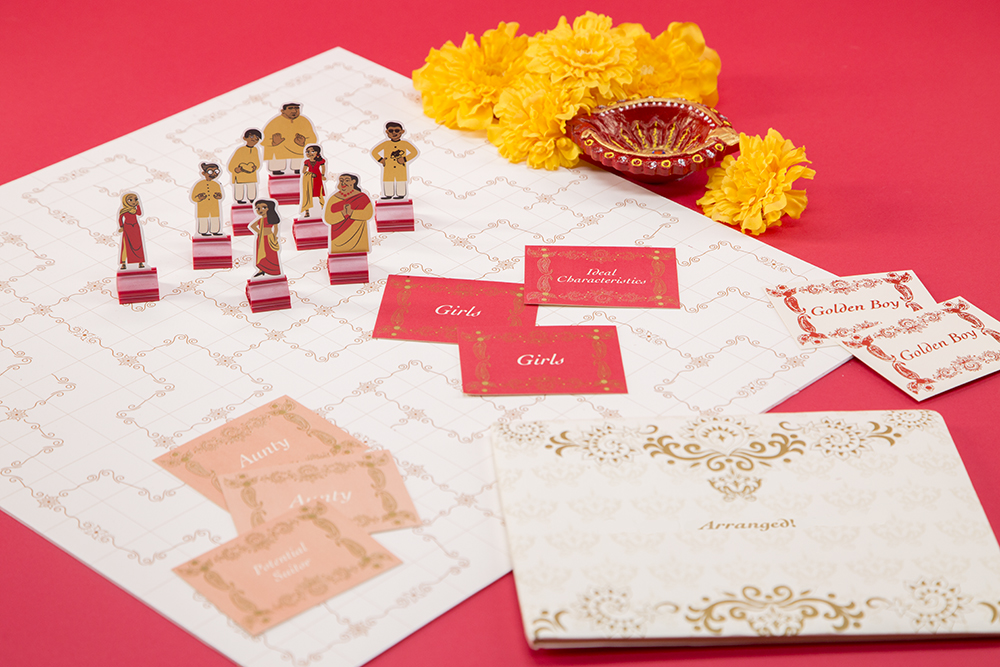 Ideal
Characteristics
Girls
Girls
Golden Boy
Golden Boy
Aunty
Aunty
Potential
Suitor
Arranged!